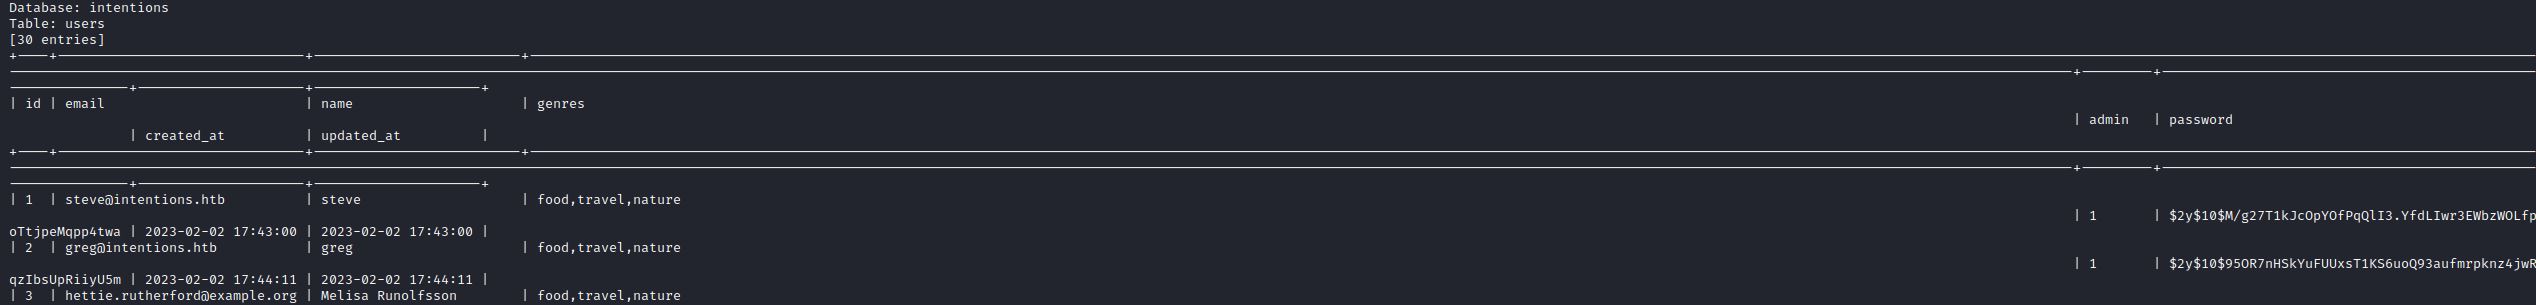 Database: intentions
Table: users
[30 entries]
| id | email | name | genres
| admin | password
| created_at | updated_at |
| 1 | steve@intentions.htb | steve | food,travel,nature
| 1 | $2y$10$M/g27T1kJcOpYOfPqQlI3.YfdLIwr3EWbzWOLfp
oTtjpeMqpp4twa | 2023-02-02 17:43:00 | 2023-02-02 17:43:00 |
| 2 | greg@intentions.htb | greg | food,travel,nature
| 1 | $2y$10$95OR7nHSkYuFUUxsT1KS6uoQ93aufmrpknz4jwR
qzIbsUpRiiyU5m | 2023-02-02 17:44:11 | 2023-02-02 17:44:11 |
| 3 | hettie.rutherford@example.org | Melisa Runolfsson | food,travel,nature